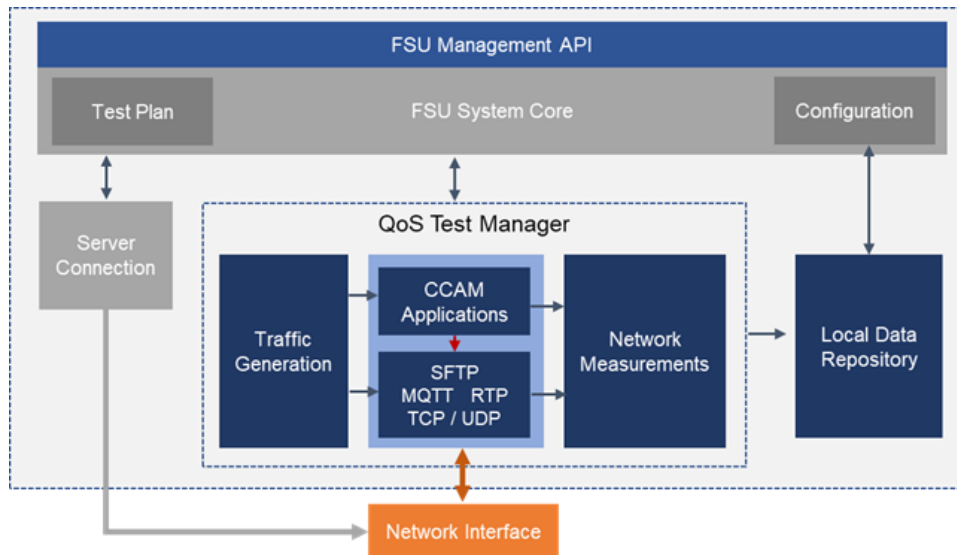 FSU Management API
Test Plan
FSU System Core
Configuration
QoS Test Manager
Server
Connection
Traffic
Generation
CCAM
Applications
SFTP
MQTT RTP
TCP / UDP
Network
Measurements
Local Data
Repository
Network Interface